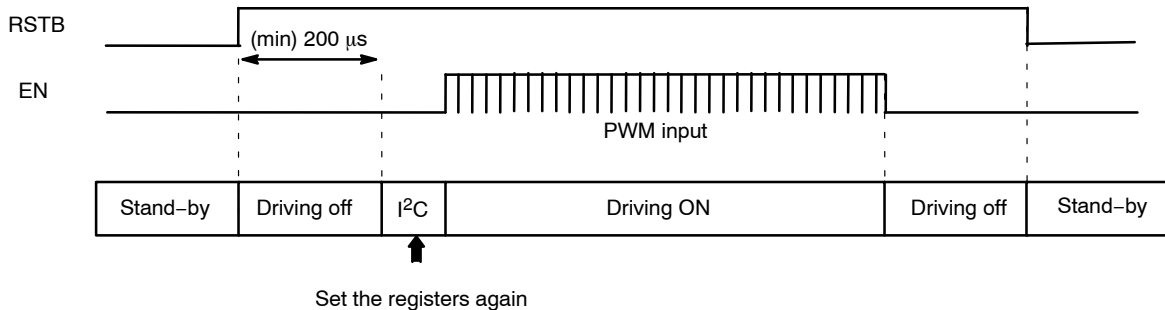 RSTB
(min) 200 μs
EN
PWM input
Stand−by Driving off I²C Driving ON Driving off Stand−by
Set the registers again